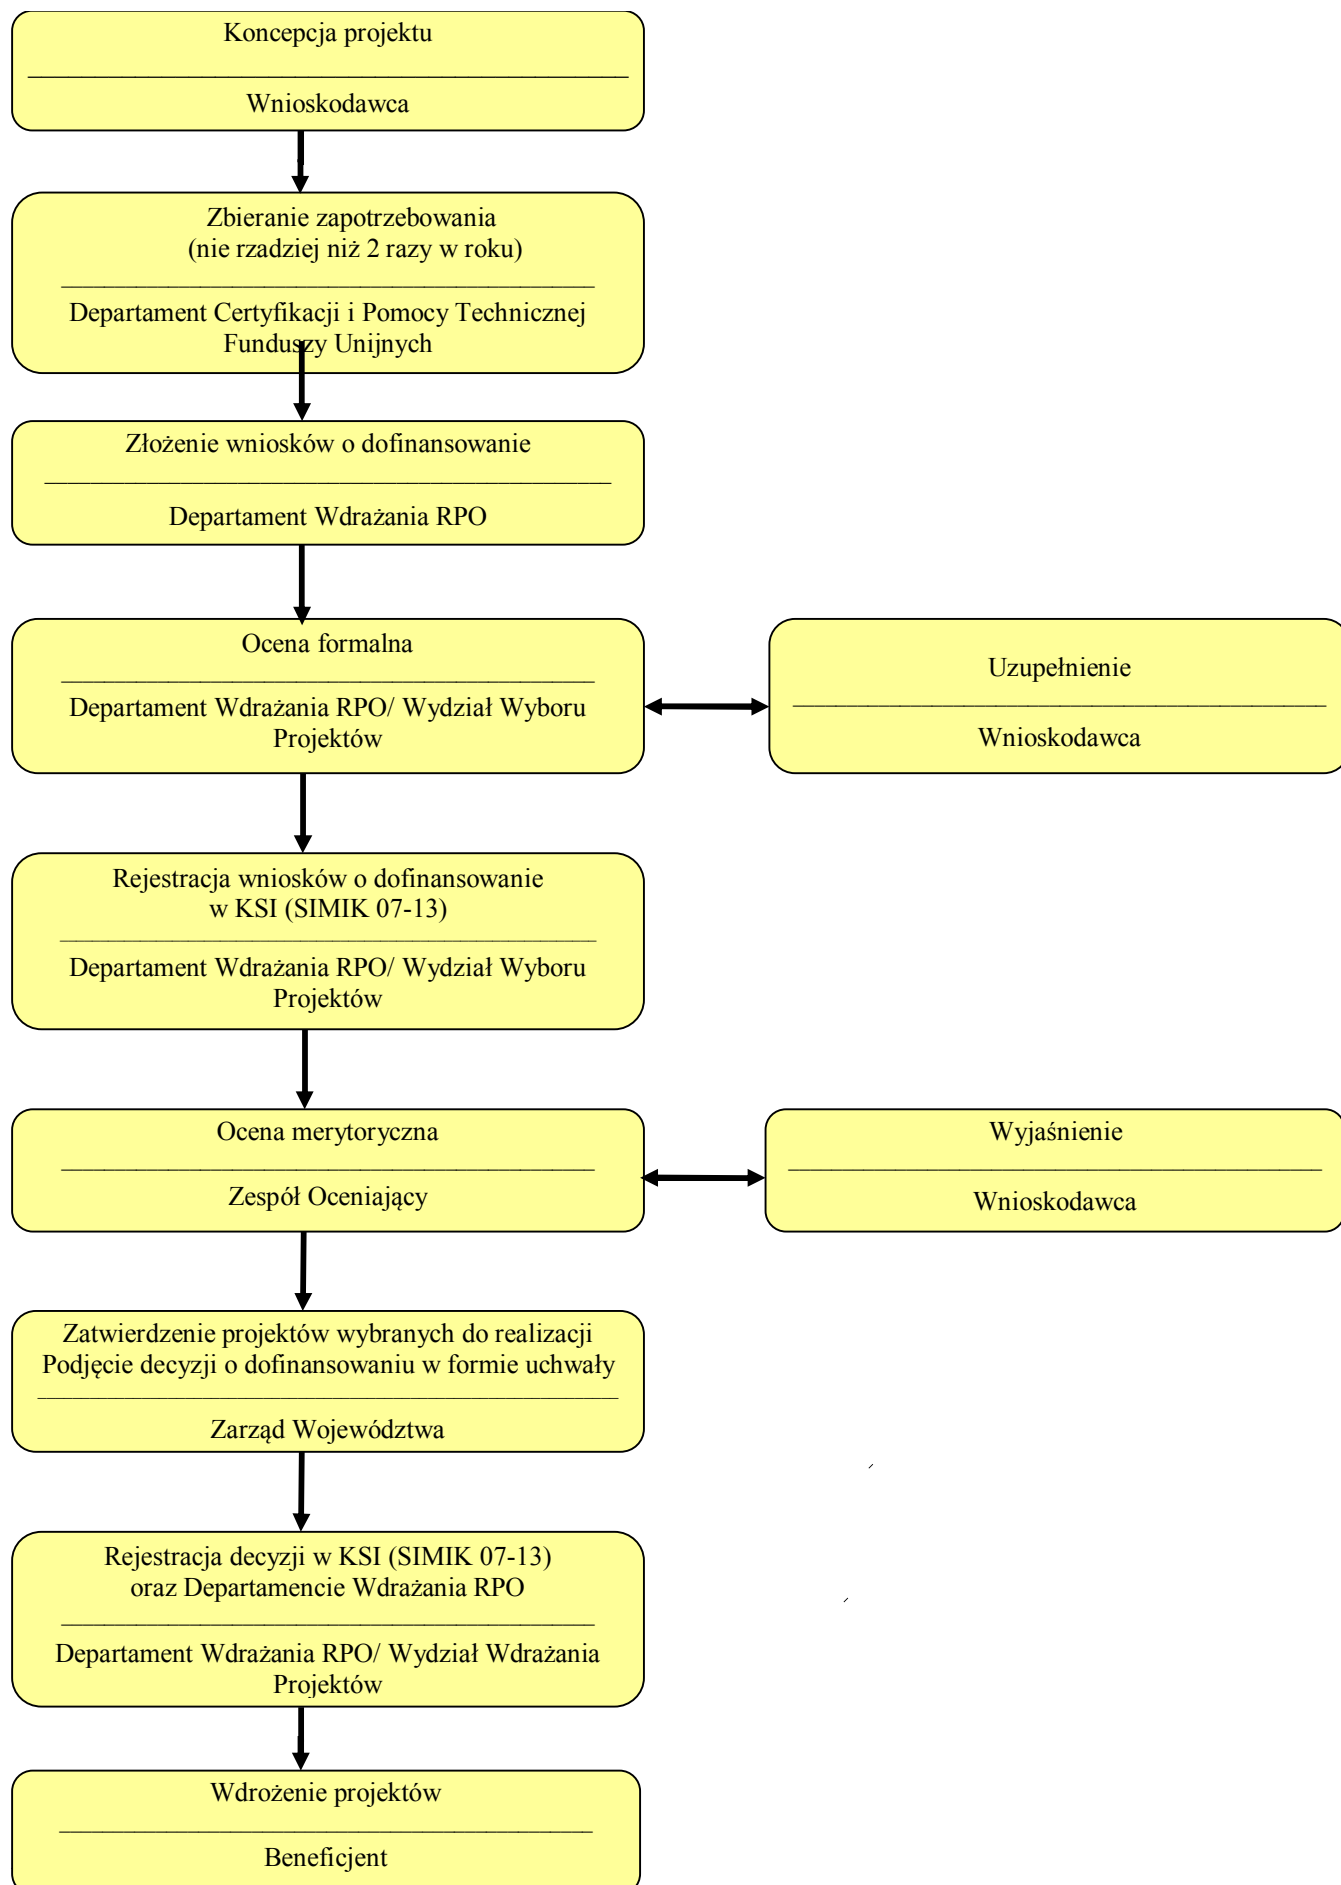 Koncepcja projektu
Wnioskodawca
Zbieranie zapotrzebowania
(nie rzadziej niż 2 razy w roku)
Departament Certyfikacji i Pomocy Technicznej
Funduszy Unijnych
Złożenie wniosków o dofinansowanie
Departament Wdrażania RPO
Ocena formalna
Departament Wdrażania RPO/ Wydział Wyboru
Projektów
Uzupełnienie
Wnioskodawca
Rejestracja wniosków o dofinansowanie
w KSI (SIMIK 07-13)
Departament Wdrażania RPO/ Wydział Wyboru
Projektów
Ocena merytoryczna
Zespół Oceniający
Wyjaśnienie
Wnioskodawca
Zatwierdzenie projektów wybranych do realizacji
Podjęcie decyzji o dofinansowaniu w formie uchwały
Zarząd Województwa
Rejestracja decyzji w KSI (SIMIK 07-13)
oraz Departamencie Wdrażania RPO
Departament Wdrażania RPO/ Wydział Wdrażania
Projektów
Wdrożenie projektów
Beneficjent